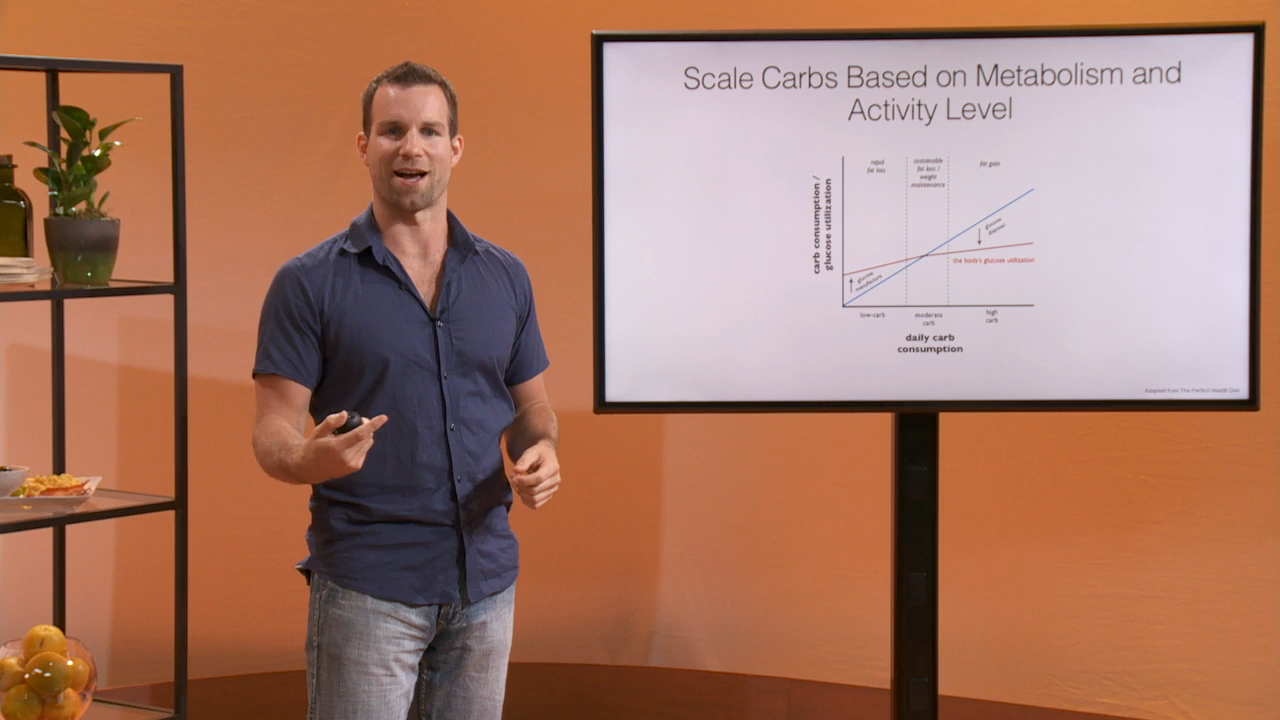 Scale Carbs Based on Metabolism and
Activity Level
rapid
fat loss
sustainable
fat loss /
weight
maintenance
fat gain
carb consumption /
glucose utilization
glucose
disposal
the body's glucose utilization
glucose
manufacture
low-carb
moderate
carb
high
carb
daily carb
consumption
Adapted from The Perfect Health Diet